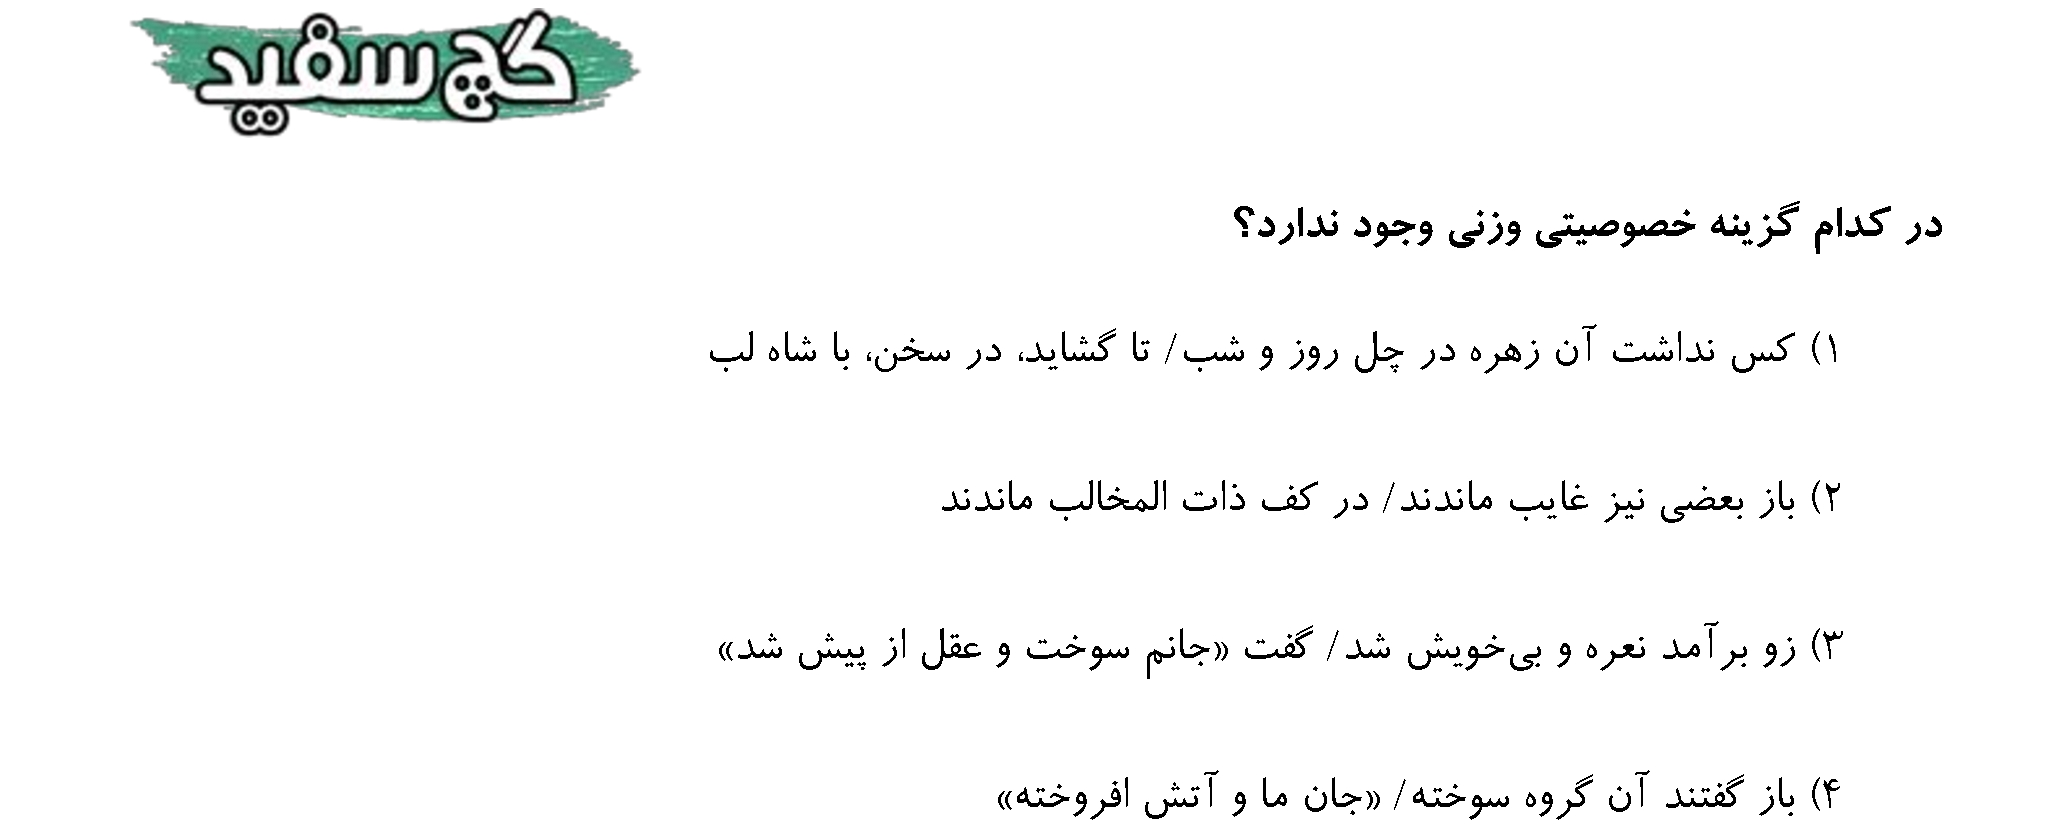 گچ سفید
در کدام گزینه خصوصیتی وزنی وجود ندارد؟
۱) کس نداشت آن زهره در چل روز و شب/ تا گشاید، در سخن، با شاه لب
۲) باز بعضی نیز غایب ماندند/ در کف ذات المخالب ماندند
۳) زو برآمد نعره و بی‌خویش شد/ گفت «جانم سوخت و عقل از پیش شد»
۴) باز گفتند آن گروه سوخته/ «جان ما و آتش افروخته»